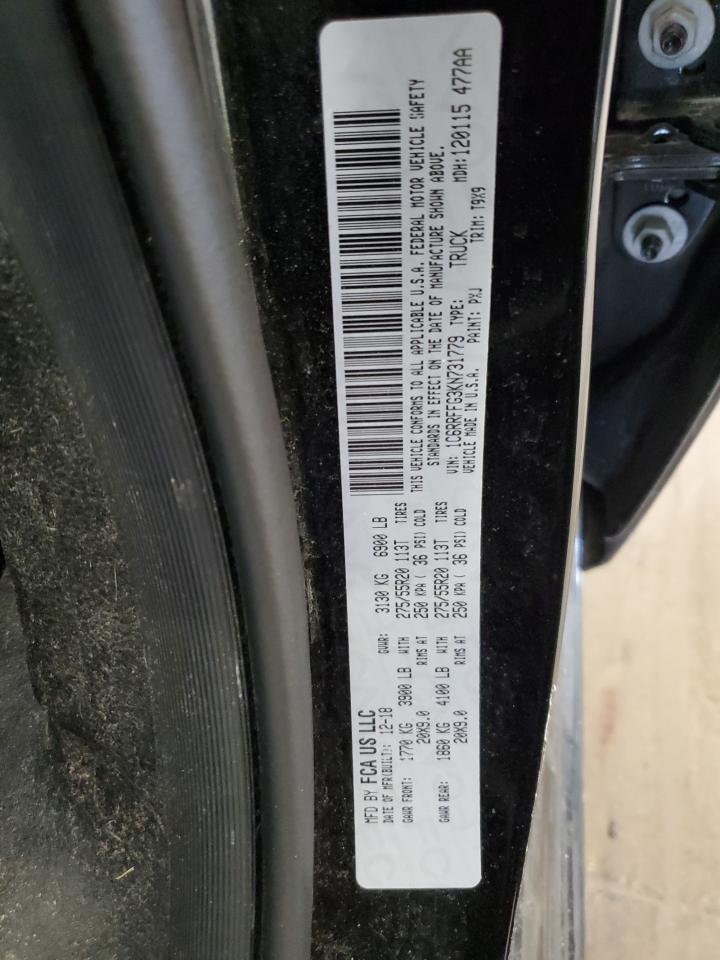 MFD BY FCA US LLC
DATE OF MFR(BUILT): 12-18 GVWR: 3130 KG 6900 LB
GAWR FRONT: 1770 KG 3900 LB WITH 275/55R20 113T TIRES
20X9.0 RIMS AT 250 KPA ( 36 PSI) COLD
GAWR REAR: 1860 KG 4100 LB WITH 275/55R20 113T TIRES
20X9.0 RIMS AT 250 KPA ( 36 PSI) COLD
THIS VEHICLE CONFORMS TO ALL APPLICABLE U.S.A. FEDERAL MOTOR VEHICLE SAFETY
STANDARDS IN EFFECT ON THE DATE OF MANUFACTURE SHOWN ABOVE.
VIN: 1C6RRFFG3KN731779 TYPE: TRUCK MDH:120115 477AA
VEHICLE MADE IN U.S.A. PAINT: PXJ TRIM: T9X9